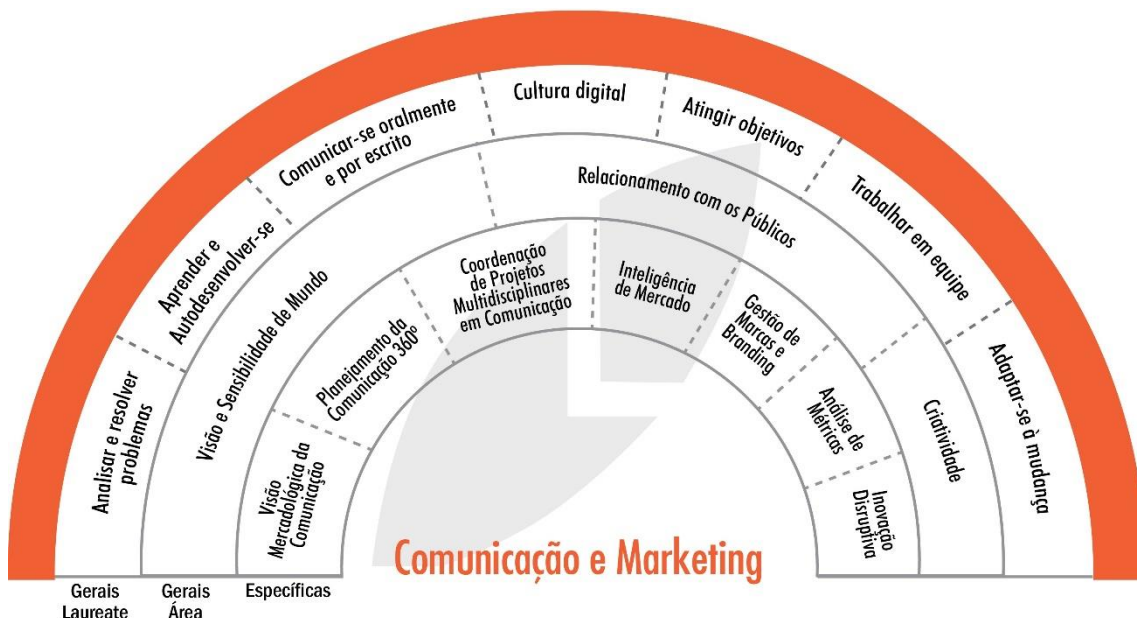 Analisar e resolver
problemas
Aprender e
Autodesenvolver-se
Comunicar-se oralmente
e por escrito
Cultura digital
Atingir objetivos
Trabalhar em equipe
Adaptar-se à mudança
Visão e Sensibilidade de Mundo
Relacionamento com os Públicos
Criatividade
Visão
Mercadológica da
Comunicação
Planejamento da
Comunicação 360º
Coordenação
de Projetos
Multidisciplinares
em Comunicação
Inteligência
de Mercado
Gestão de
Marcas e
Branding
Análise de
Métricas
Inovação
Disruptiva
Comunicação e Marketing
Gerais
Laureate
Gerais
Área
Específicas